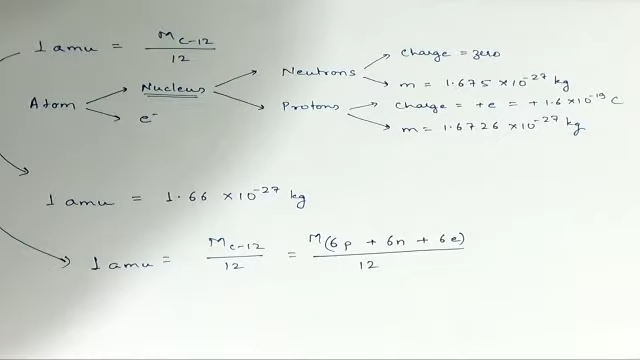 1 amu = M C-12 / 12
Charge = zero
Neutrons
m = 1.675 × 10⁻²⁷ kg
Nucleus
Atom
Protons
Charge = +e = + 1.6 × 10⁻¹⁹ C
e⁻
m = 1.6726 × 10⁻²⁷ kg
1 amu = 1.66 × 10⁻²⁷ kg
1 amu = M C-12 / 12 = M(6p + 6n + 6e) / 12